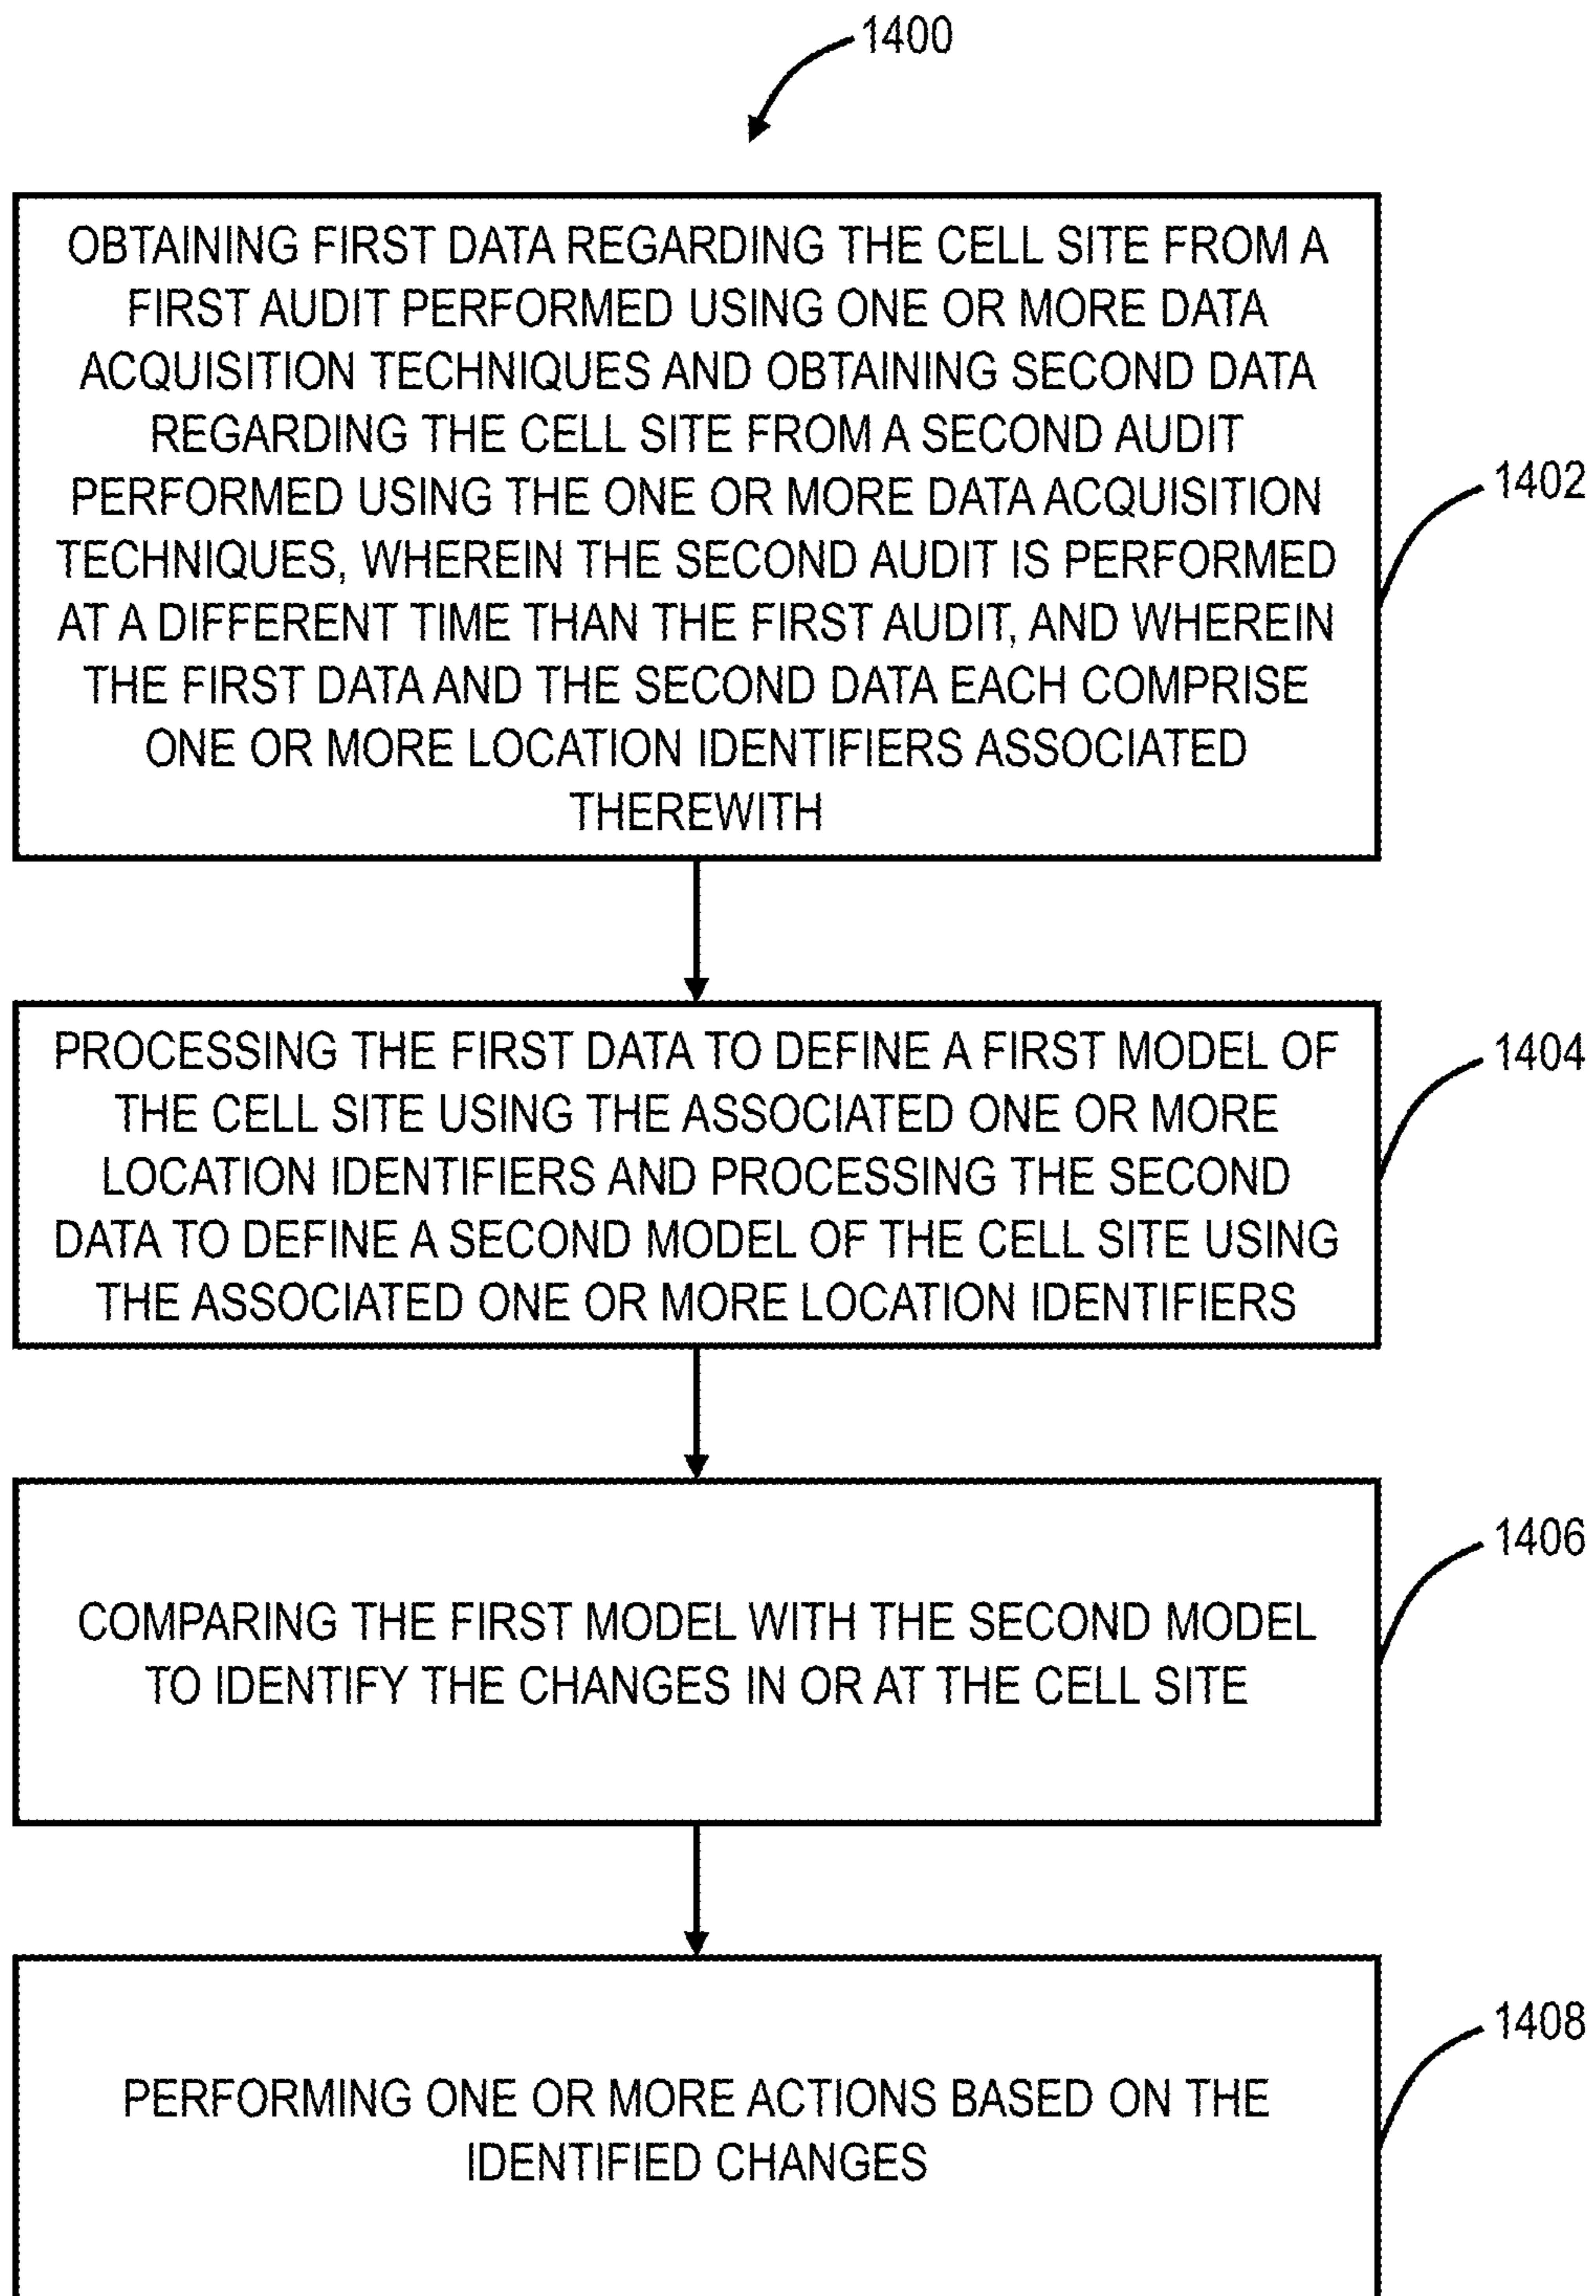 1400
OBTAINING FIRST DATA REGARDING THE CELL SITE FROM A
FIRST AUDIT PERFORMED USING ONE OR MORE DATA
ACQUISITION TECHNIQUES AND OBTAINING SECOND DATA
REGARDING THE CELL SITE FROM A SECOND AUDIT
PERFORMED USING THE ONE OR MORE DATA ACQUISITION
TECHNIQUES, WHEREIN THE SECOND AUDIT IS PERFORMED
AT A DIFFERENT TIME THAN THE FIRST AUDIT, AND WHEREIN
THE FIRST DATA AND THE SECOND DATA EACH COMPRISE
ONE OR MORE LOCATION IDENTIFIERS ASSOCIATED
THEREWITH
1402
PROCESSING THE FIRST DATA TO DEFINE A FIRST MODEL OF
THE CELL SITE USING THE ASSOCIATED ONE OR MORE
LOCATION IDENTIFIERS AND PROCESSING THE SECOND
DATA TO DEFINE A SECOND MODEL OF THE CELL SITE USING
THE ASSOCIATED ONE OR MORE LOCATION IDENTIFIERS
1404
COMPARING THE FIRST MODEL WITH THE SECOND MODEL
TO IDENTIFY THE CHANGES IN OR AT THE CELL SITE
1406
PERFORMING ONE OR MORE ACTIONS BASED ON THE
IDENTIFIED CHANGES
1408